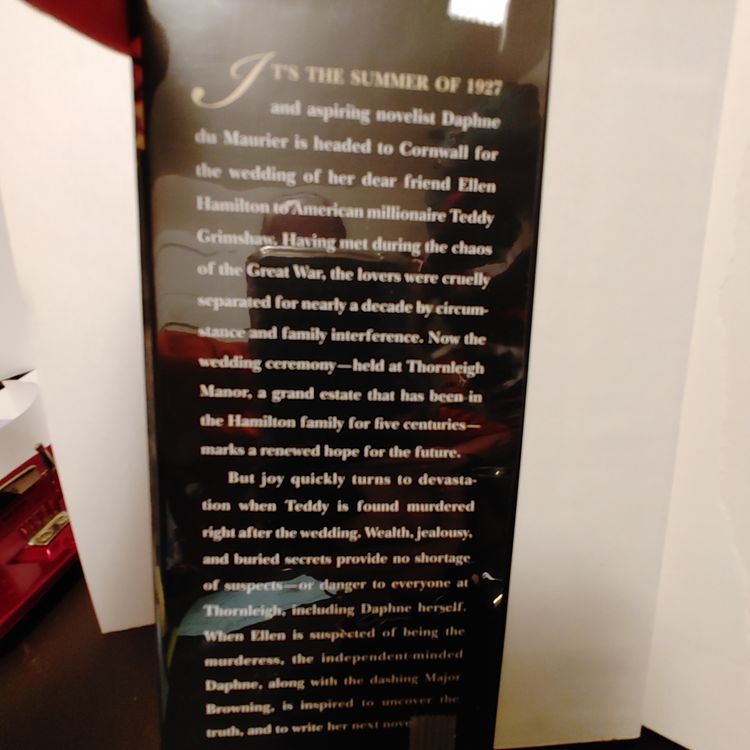 IT'S THE SUMMER OF 1927
and aspiring novelist Daphne
du Maurier is headed to Cornwall for
the wedding of her dear friend Ellen
Hamilton to American millionaire Teddy
Grimshaw. Having met during the chaos
of the Great War, the lovers were cruelly
separated for nearly a decade by circum-
stance and family interference. Now the
wedding ceremony—held at Thornleigh
Manor, a grand estate that has been in
the Hamilton family for five centuries—
marks a renewed hope for the future.
But joy quickly turns to devasta-
tion when Teddy is found murdered
right after the wedding. Wealth, jealousy,
and buried secrets provide no shortage
of suspects—or danger to everyone at
Thornleigh, including Daphne herself.
When Ellen is suspected of being the
murderess, the independent-minded
Daphne, along with the dashing Major
Browning, is inspired to uncover the
truth, and to write her next